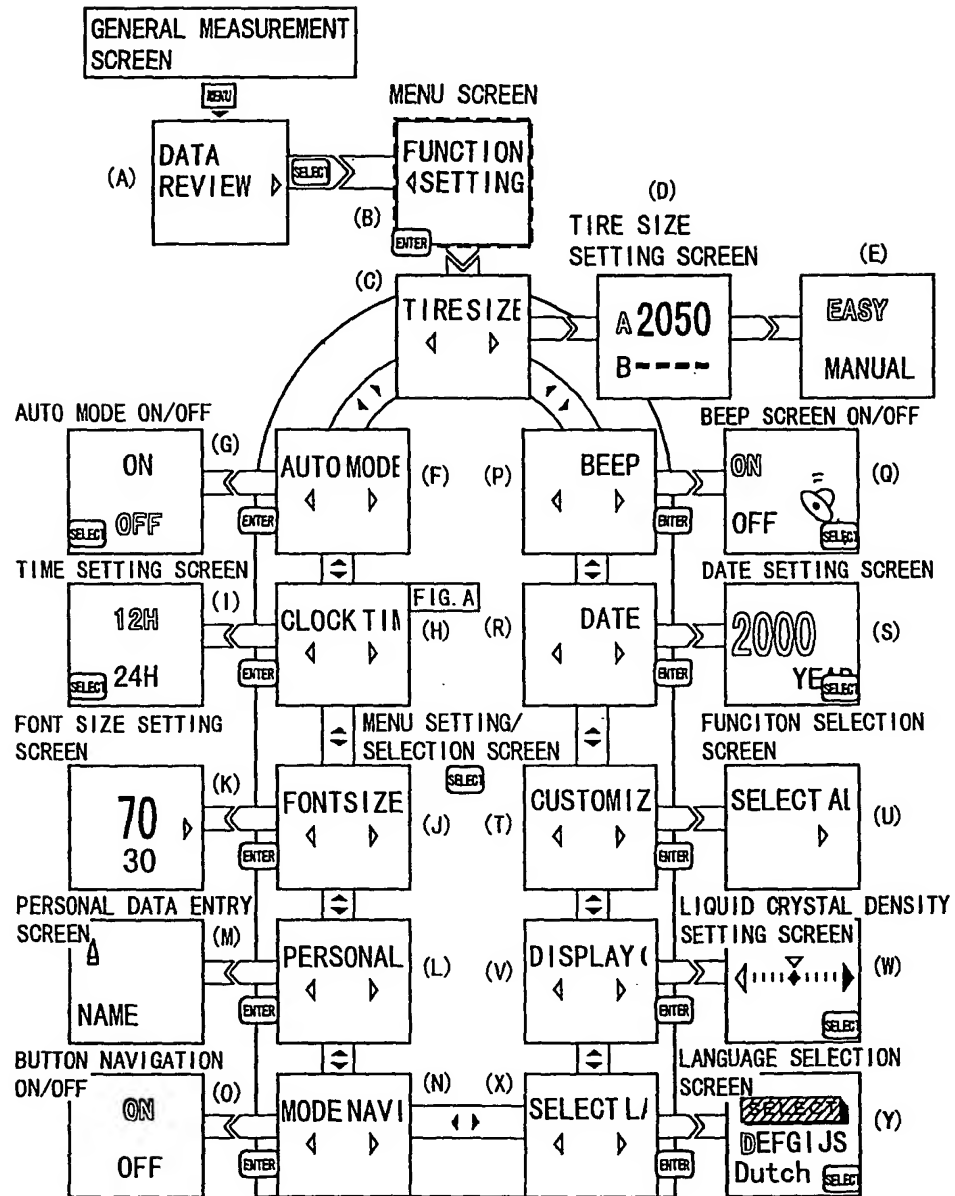 GENERAL MEASUREMENT
SCREEN
MENU
MENU SCREEN
(A)
DATA
REVIEW
SELECT
FUNCTION
SETTING
(B)
ENTER
(C)
TIRESIZE
(D)
TIRE SIZE
SETTING SCREEN
A 2050
B----
(E)
EASY
MANUAL
AUTO MODE ON/OFF
ON
OFF
SELECT
(G)
ENTER
AUTO MODE
(F)
(P)
BEEP
ENTER
BEEP SCREEN ON/OFF
ON
OFF
SELECT
(Q)
TIME SETTING SCREEN
12H
24H
SELECT
(I)
ENTER
CLOCK TIM
FIG. A
(H)
(R)
DATE
ENTER
DATE SETTING SCREEN
2000
YEAR
SELECT
(S)
FONT SIZE SETTING
SCREEN
70
30
(K)
ENTER
FONTSIZE
MENU SETTING/
SELECTION SCREEN
SELECT
(J)
(T)
CUSTOMIZ
ENTER
FUNCITON SELECTION
SCREEN
SELECT AL
(U)
PERSONAL DATA ENTRY
SCREEN
A
NAME
(M)
ENTER
PERSONAL
(L)
(V)
DISPLAY C
ENTER
LIQUID CRYSTAL DENSITY
SETTING SCREEN
SELECT
(W)
BUTTON NAVIGATION
ON/OFF
ON
OFF
(O)
ENTER
MODE NAVI
(N)
(X)
SELECT LA
ENTER
LANGUAGE SELECTION
SCREEN
SELECT
DEFGIJS
Dutch
SELECT
(Y)